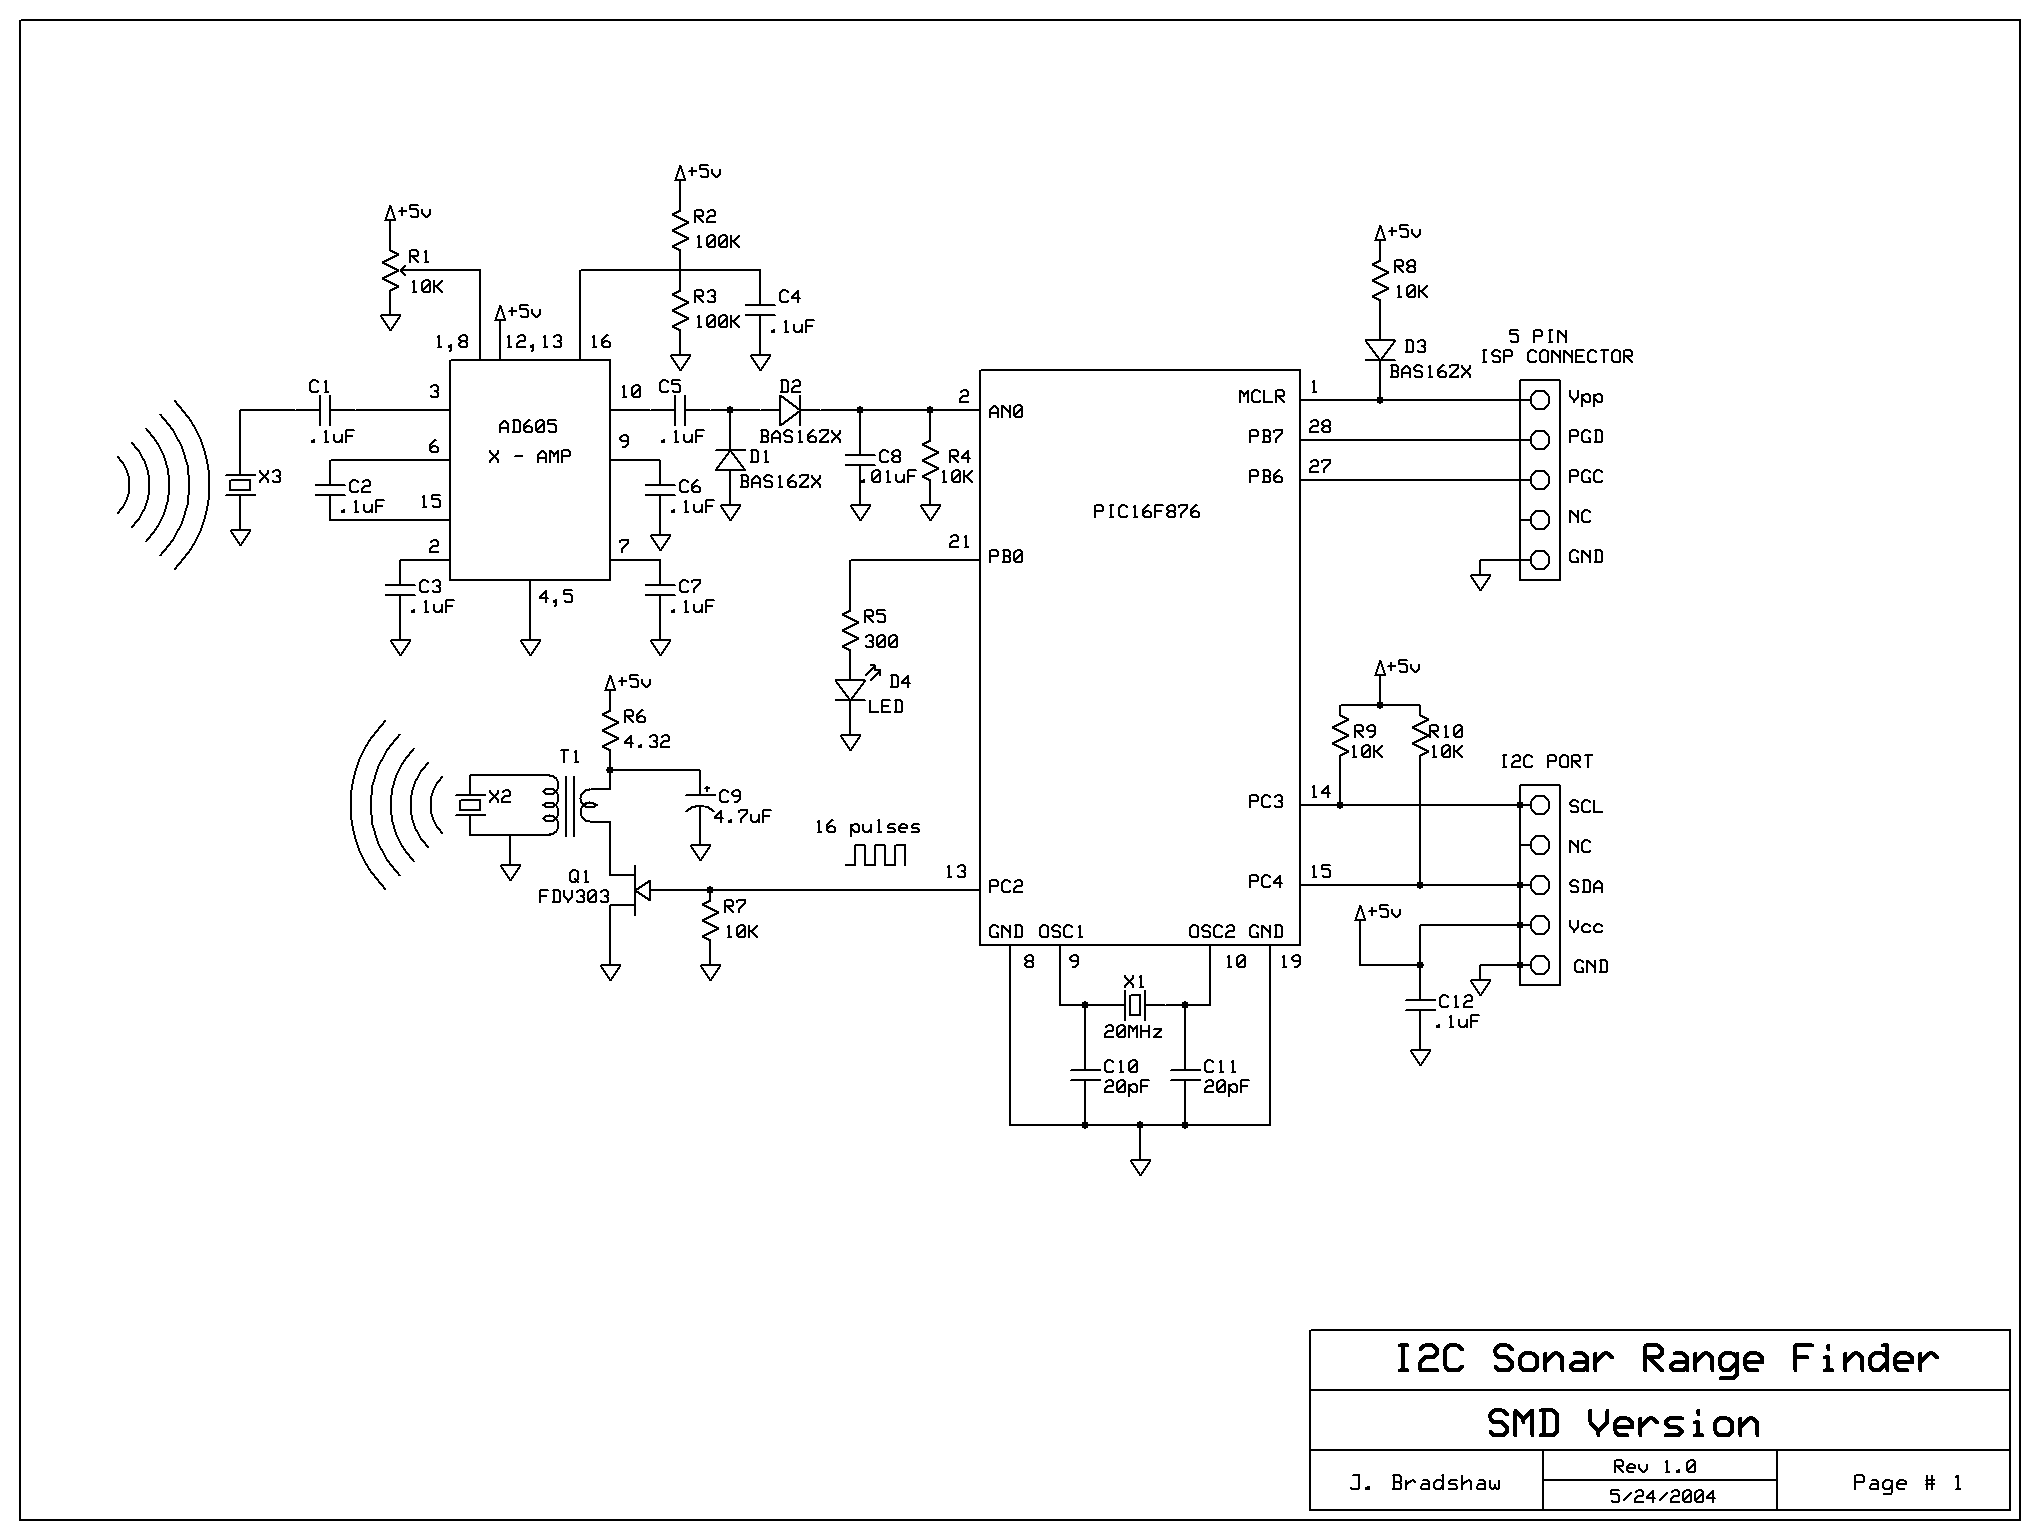 +5v
R1
10K
+5v
R2
100K
R3
100K
C4
.1uF
+5v
1,8
12,13
16
C1
.1uF
3
6
C2
.1uF
15
2
C3
.1uF
X3
AD605
X - AMP
10
9
7
4,5
C5
.1uF
C6
.1uF
C7
.1uF
D2
BAS16ZX
D1
BAS16ZX
C8
.01uF
R4
10K
2
AN0
21
PB0
R5
300
D4
LED
PIC16F876
MCLR
1
PB7
28
PB6
27
+5v
R8
10K
D3
BAS16ZX
5 PIN
ISP CONNECTOR
Vpp
PGD
PGC
NC
GND
+5v
R6
4.32
T1
X2
C9
+
4.7uF
Q1
FDV303
R7
10K
16 pulses
13
PC2
GND
OSC1
OSC2
GND
8
9
10
19
X1
20MHz
C10
20pF
C11
20pF
PC3
14
PC4
15
+5v
R9
10K
R10
10K
I2C PORT
SCL
NC
SDA
Vcc
GND
+5v
C12
.1uF
I2C Sonar Range Finder
SMD Version
J. Bradshaw
Rev 1.0
5/24/2004
Page # 1